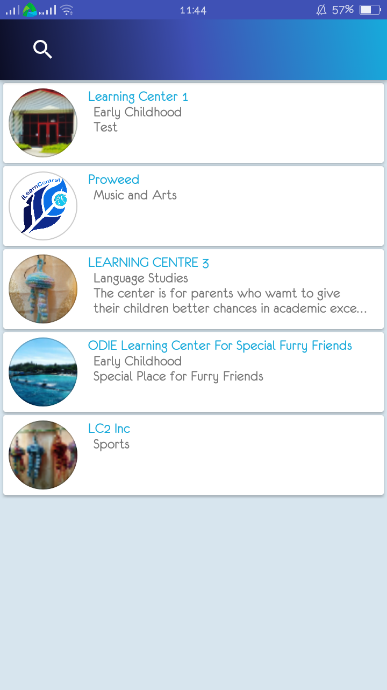 11:44
57%
Learning Center 1
Early Childhood
Test
iLearnCentral
Proweed
Music and Arts
LEARNING CENTRE 3
Language Studies
The center is for parents who wamt to give
their children better chances in academic exce...
ODIE Learning Center For Special Furry Friends
Early Childhood
Special Place for Furry Friends
LC2 Inc
Sports